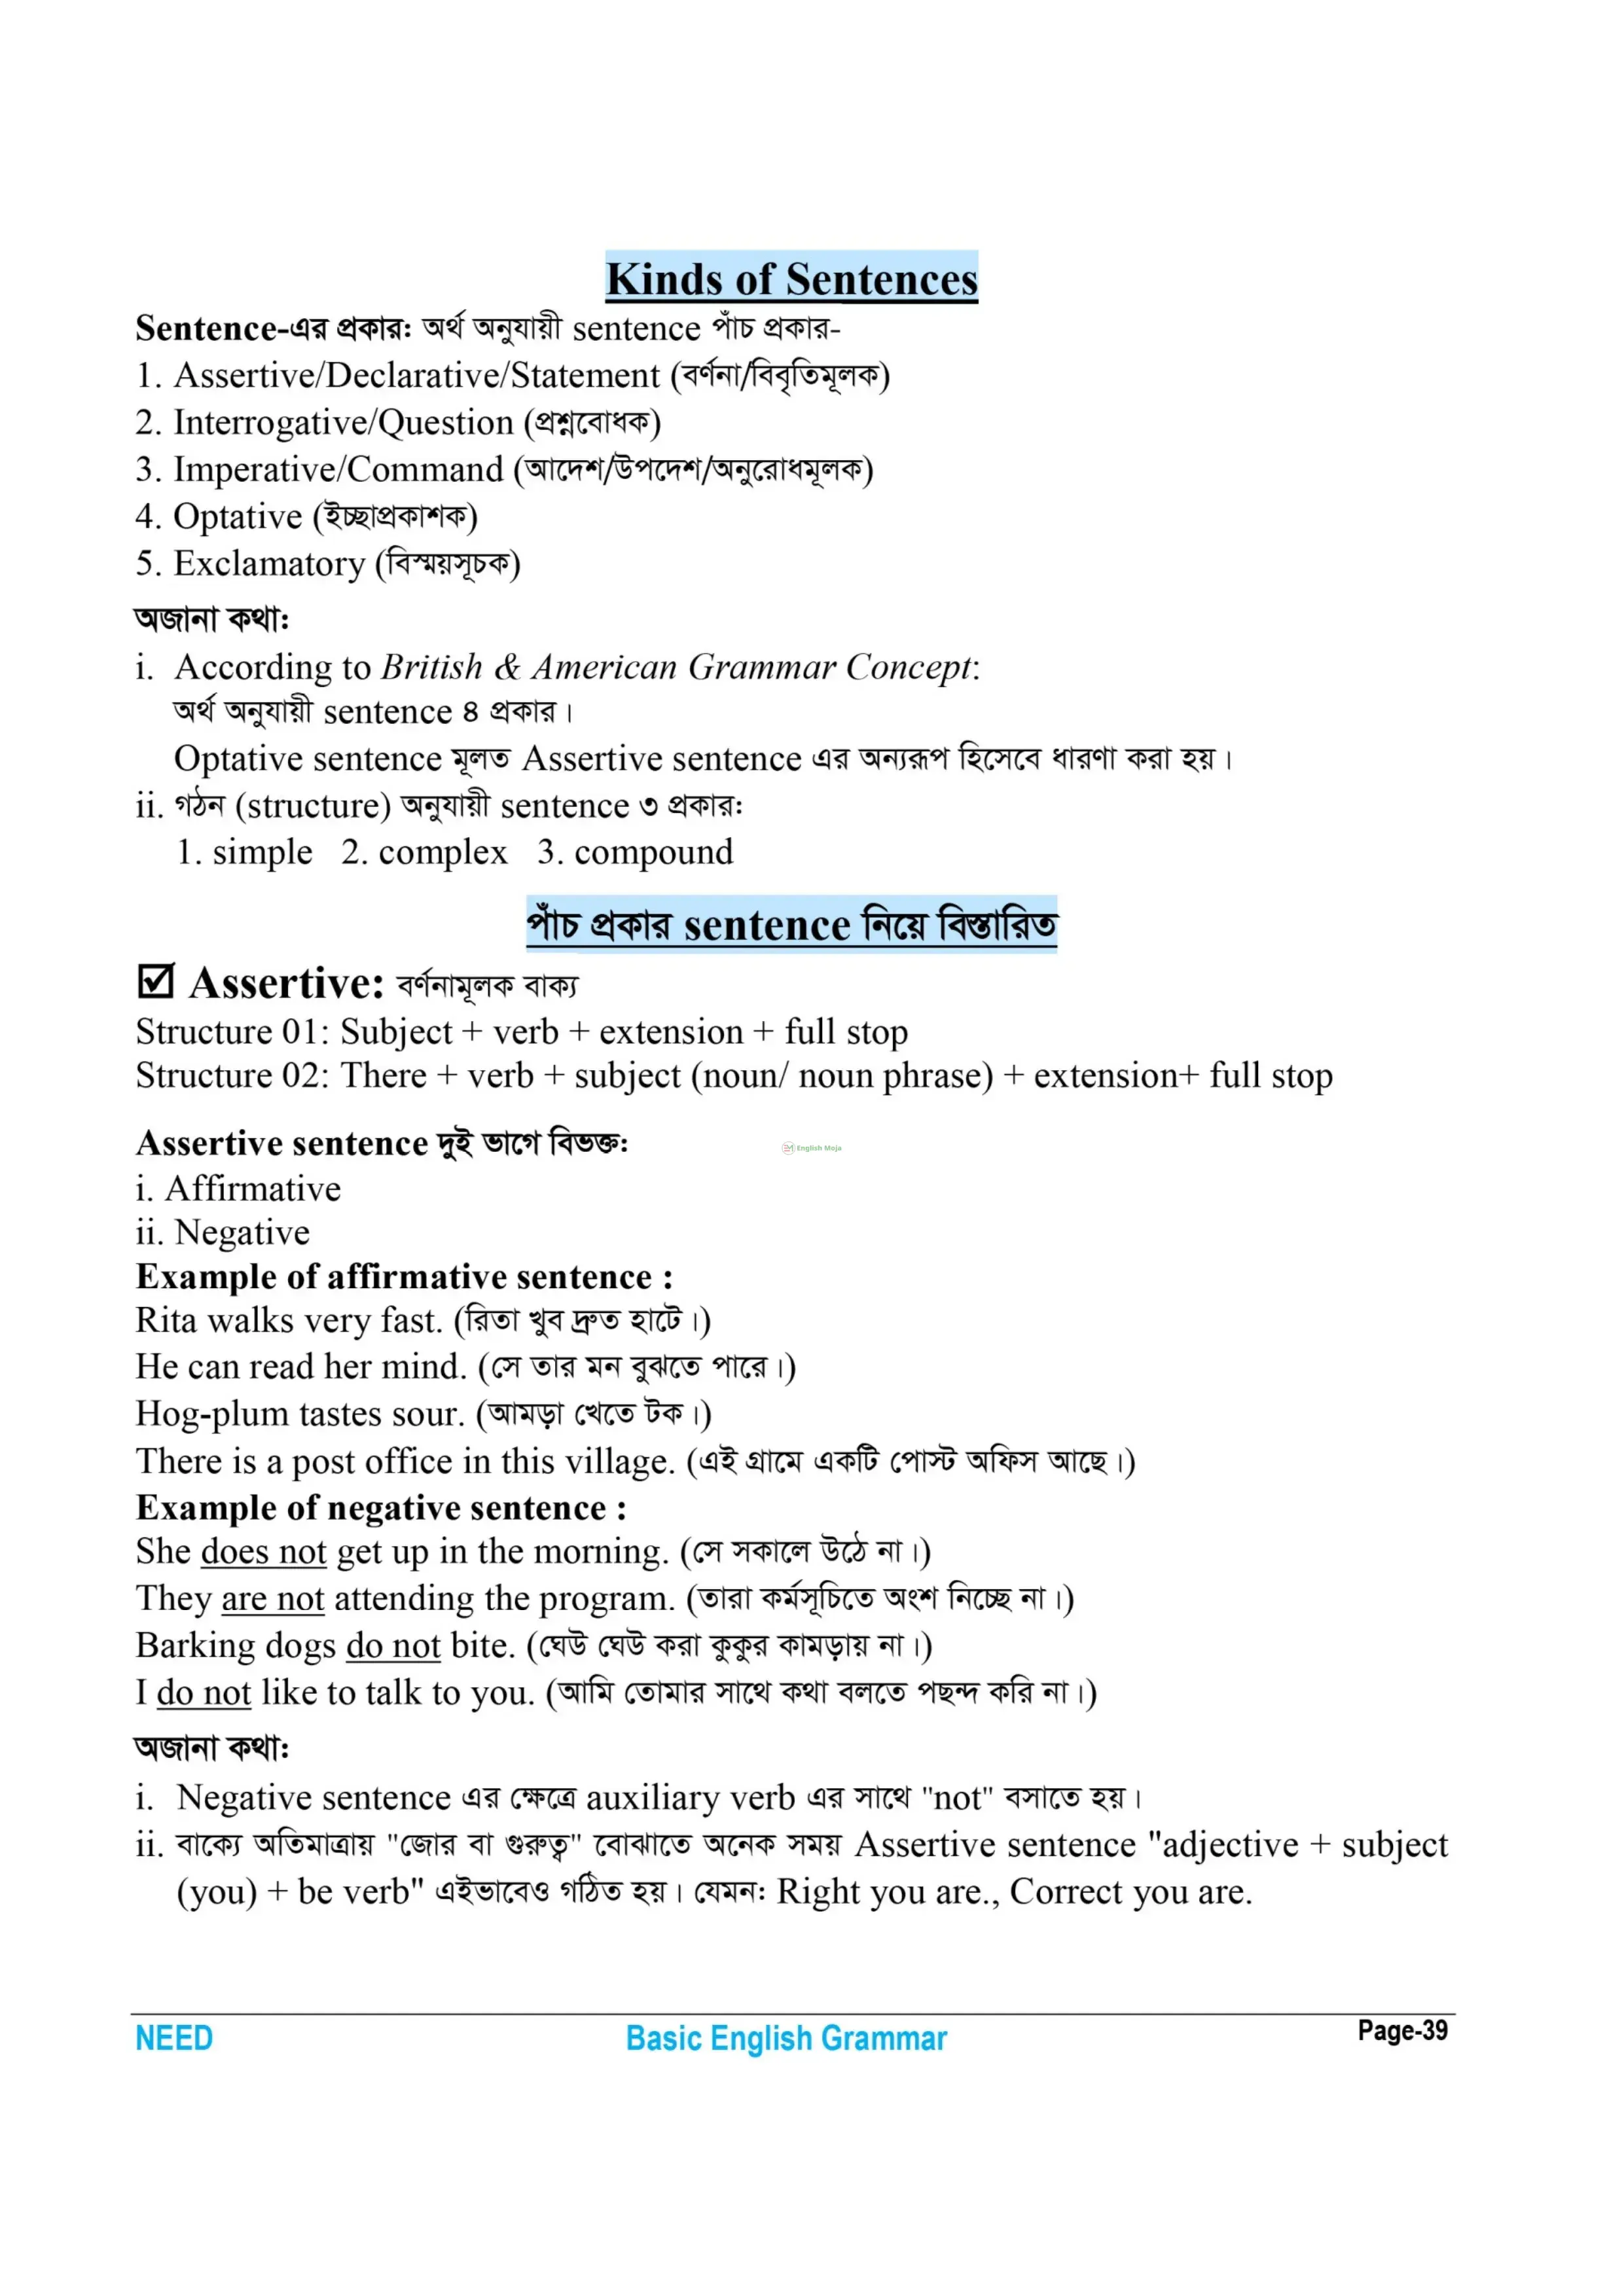 Kinds of Sentences
Sentence-এর প্রকার: অর্থ অনুযায়ী sentence পাঁচ প্রকার-
1. Assertive/Declarative/Statement (বর্ণনা/বিবৃতিমূলক)
2. Interrogative/Question (প্রশ্নবোধক)
3. Imperative/Command (আদেশ/উপদেশ/অনুরোধমূলক)
4. Optative (ইচ্ছাপ্রকাশক)
5. Exclamatory (বিস্ময়সূচক)
অজানা কথা:
i. According to British & American Grammar Concept:
অর্থ অনুযায়ী sentence ৪ প্রকার।
Optative sentence মূলত Assertive sentence এর অন্যরূপ হিসেবে ধারণা করা হয়।
ii. গঠন (structure) অনুযায়ী sentence ৩ প্রকার:
1. simple 2. complex 3. compound
পাঁচ প্রকার sentence নিয়ে বিস্তারিত
☑ Assertive: বর্ণনামূলক বাক্য
Structure 01: Subject + verb + extension + full stop
Structure 02: There + verb + subject (noun/ noun phrase) + extension+ full stop
Assertive sentence দুই ভাগে বিভক্ত:
English Moja
i. Affirmative
ii. Negative
Example of affirmative sentence :
Rita walks very fast. (রিতা খুব দ্রুত হাটে।)
He can read her mind. (সে তার মন বুঝতে পারে।)
Hog-plum tastes sour. (আমড়া খেতে টক।)
There is a post office in this village. (এই গ্রামে একটি পোস্ট অফিস আছে।)
Example of negative sentence :
She does not get up in the morning. (সে সকালে উঠে না।)
They are not attending the program. (তারা কর্মসূচিতে অংশ নিচ্ছে না।)
Barking dogs do not bite. (ঘেউ ঘেউ করা কুকুর কামড়ায় না।)
I do not like to talk to you. (আমি তোমার সাথে কথা বলতে পছন্দ করি না।)
অজানা কথা:
i. Negative sentence এর ক্ষেত্রে auxiliary verb এর সাথে "not" বসাতে হয়।
ii. বাক্যে অতিমাত্রায় "জোর বা গুরুত্ব" বোঝাতে অনেক সময় Assertive sentence "adjective + subject
(you) + be verb" এইভাবেও গঠিত হয়। যেমন: Right you are., Correct you are.
NEED Basic English Grammar Page-39